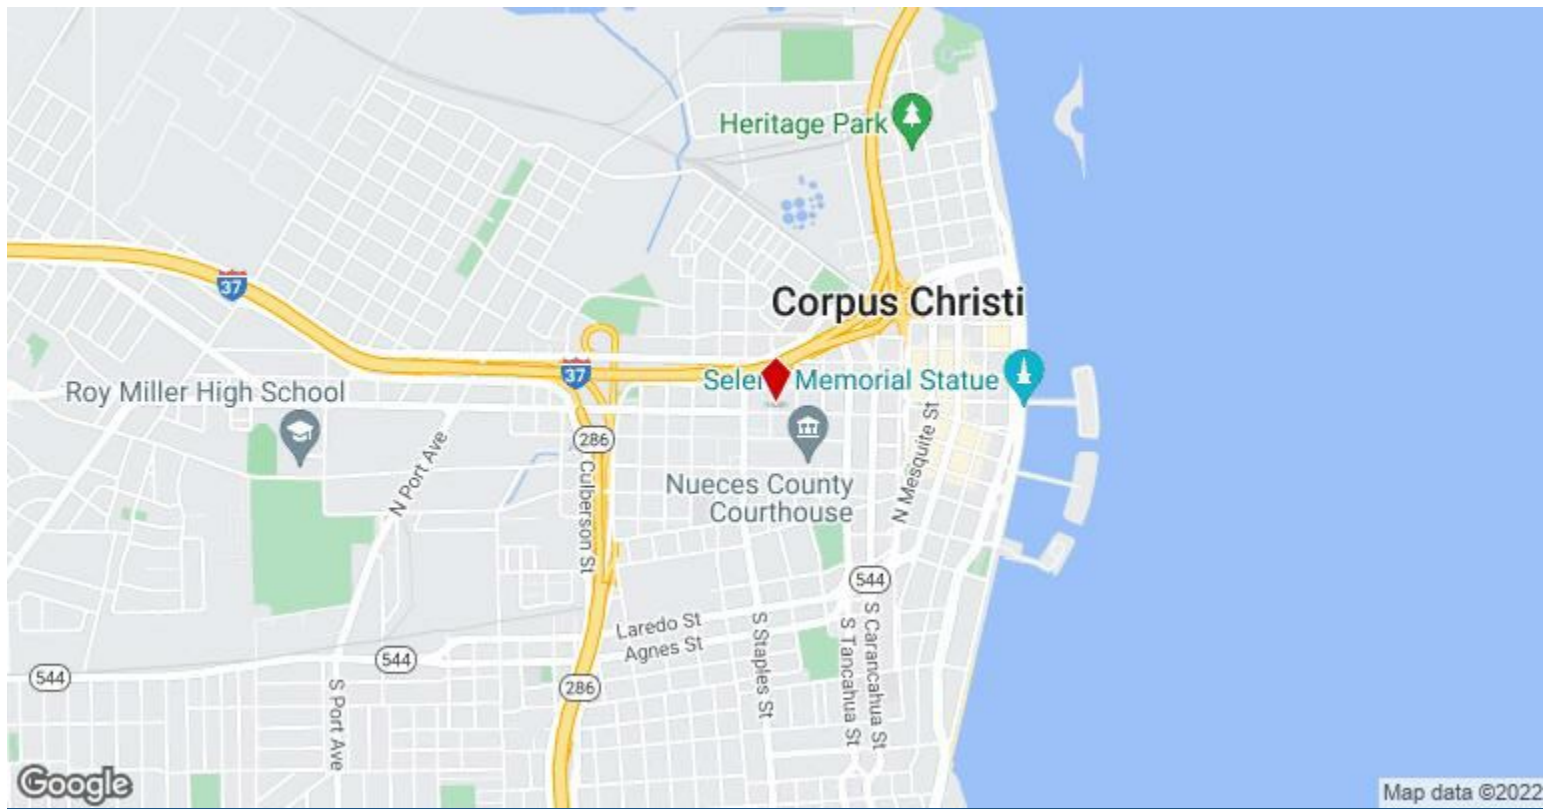 Heritage Park
37
Corpus Christi
37
Selen Memorial Statue
Roy Miller High School
286
N Port Ave
Culberson St
N Mesquite St
Nueces County
Courthouse
544
Laredo St
Agnes St
S Staples St
S Tancahua St
S Carancahua St
544
544
286
S Port Ave
Google
Map data ©2022